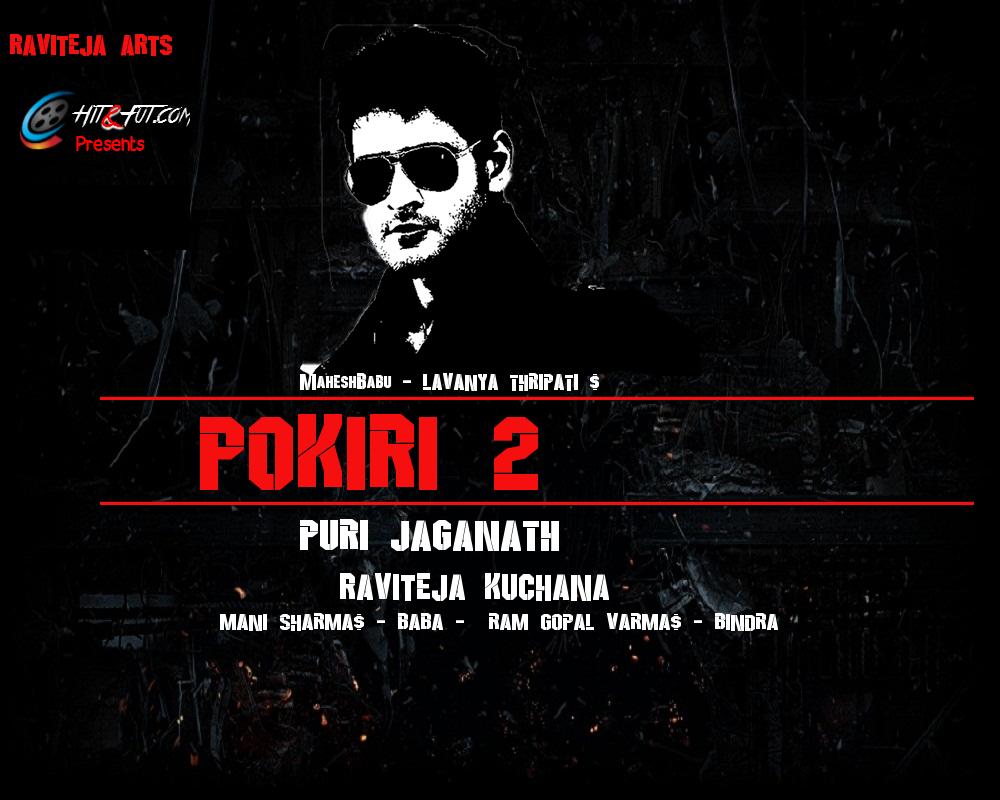 RAVITEJA ARTS
HIT&FUT.COM
Presents
MAHESHBABU - LAVANYA THRIPATI $
POKIRI 2
PURI JAGANATH
RAVITEJA KUCHANA
MANI SHARMA$ - BABA - RAM GOPAL VARMA$ - BINDRA